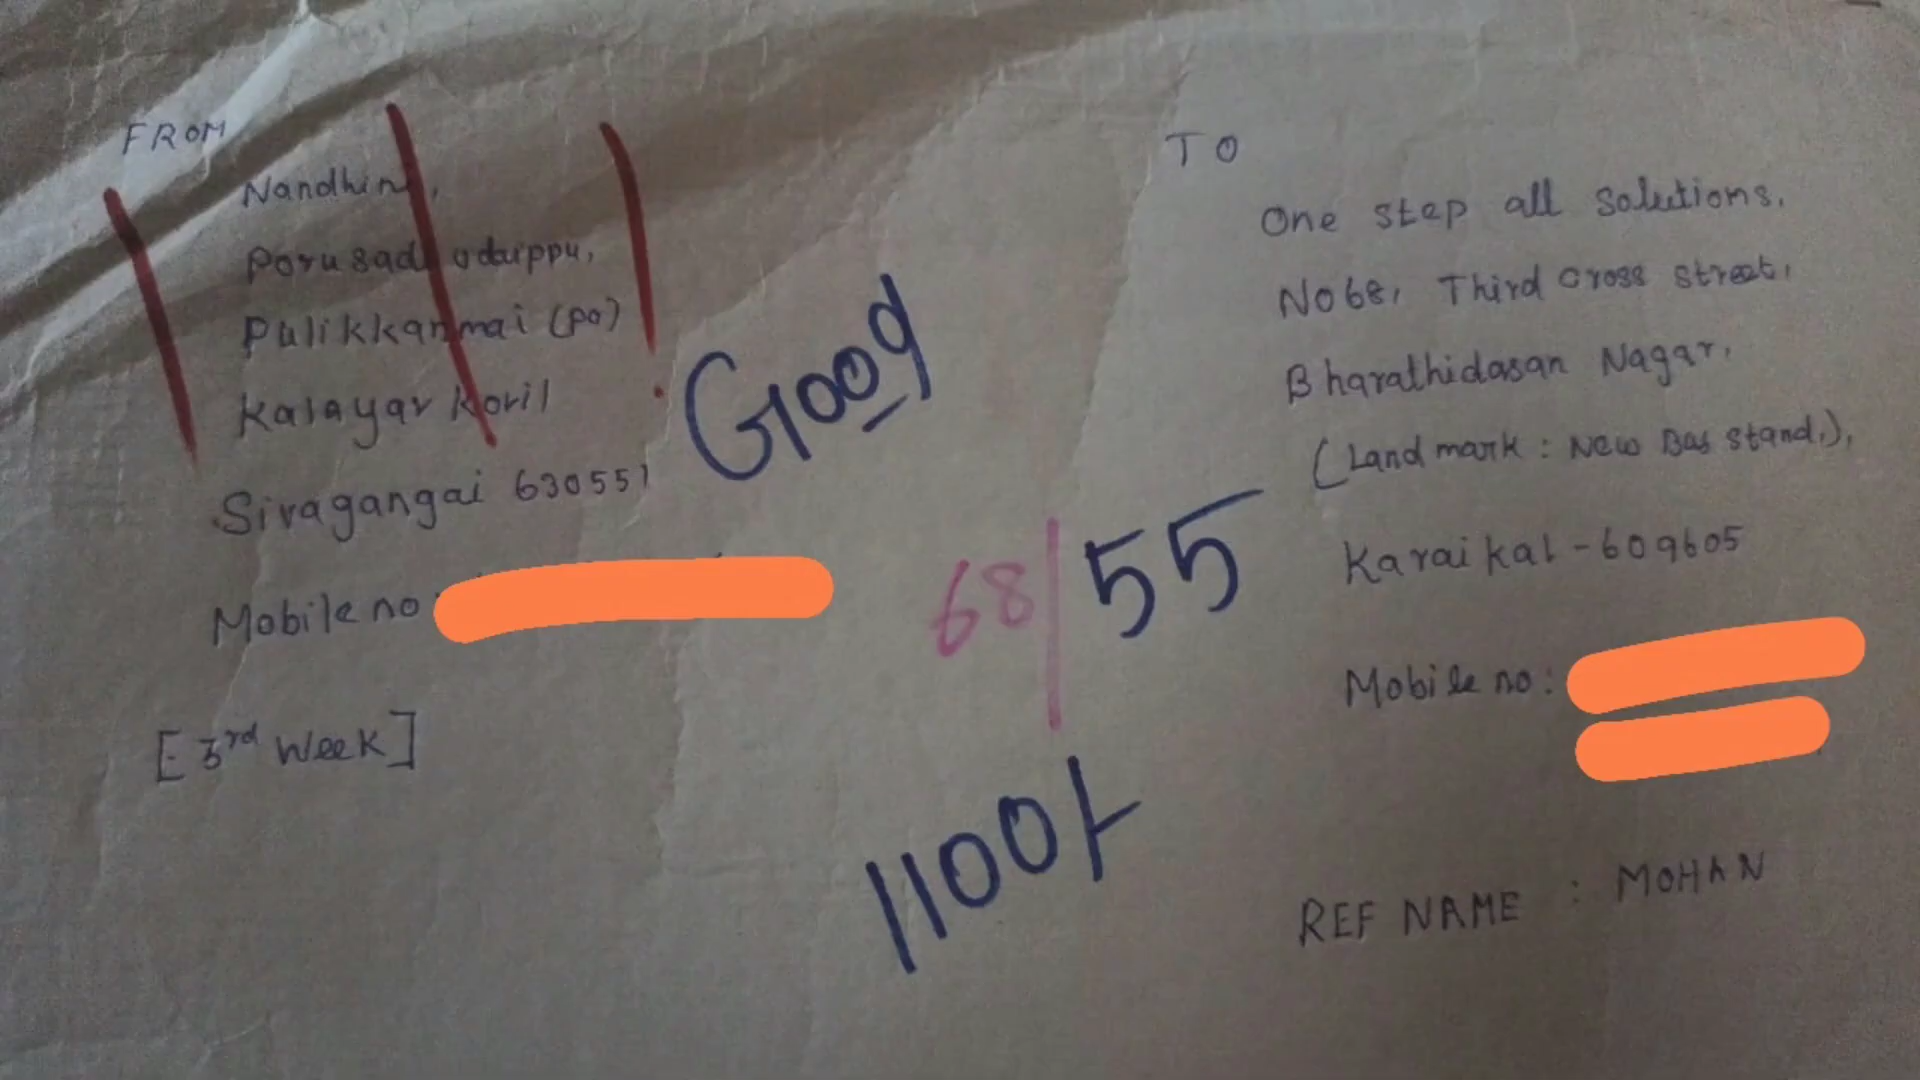 FROM
Nandhini,
Porusadi udaippu,
Pulikkanmai (po)
Kalayar Kovil
Sivagangai 630551
Mobile no
[3rd Week]
Good
68/55
1100/-
TO
One step all solutions,
No68, Third Cross street,
Bharathidasan Nagar,
(Land mark : New Bus stand,),
Karaikal - 609605
Mobile no :
REF NAME : MOHAN